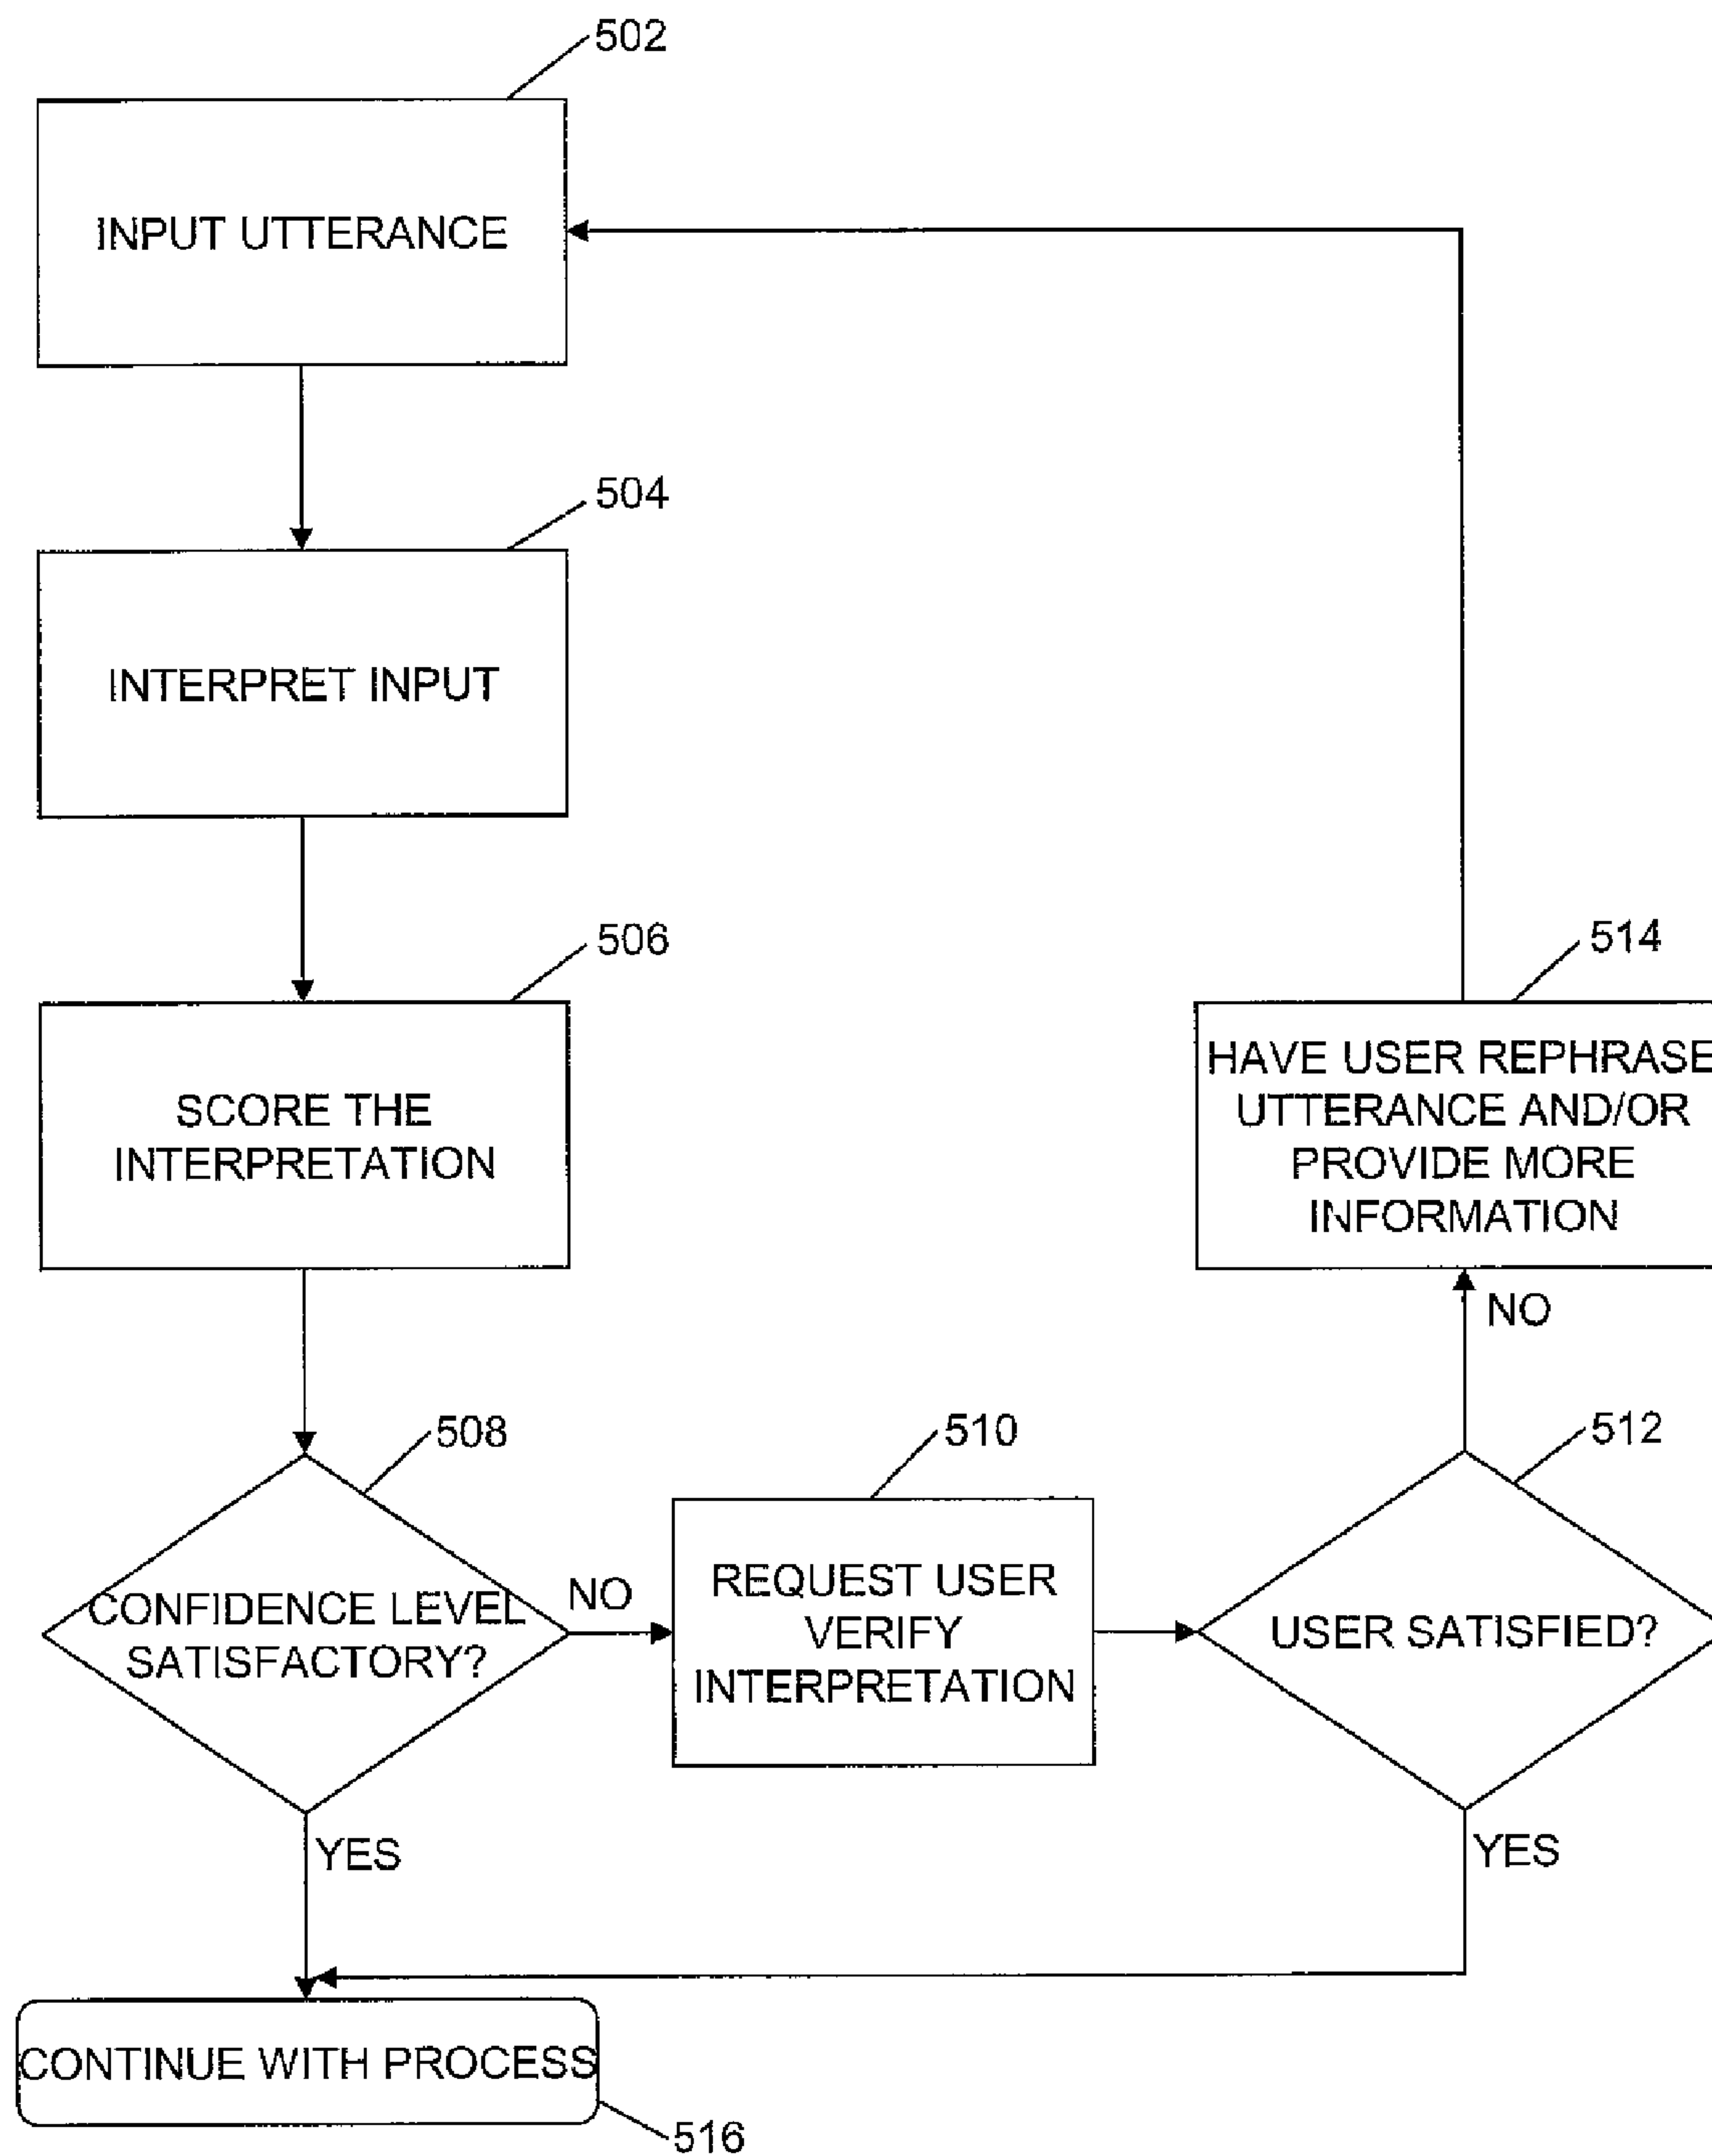 502
INPUT UTTERANCE
504
INTERPRET INPUT
506
SCORE THE
INTERPRETATION
514
HAVE USER REPHRASE
UTTERANCE AND/OR
PROVIDE MORE
INFORMATION
NO
508
CONFIDENCE LEVEL
SATISFACTORY?
NO
510
REQUEST USER
VERIFY
INTERPRETATION
512
USER SATISFIED?
YES
YES
CONTINUE WITH PROCESS
516